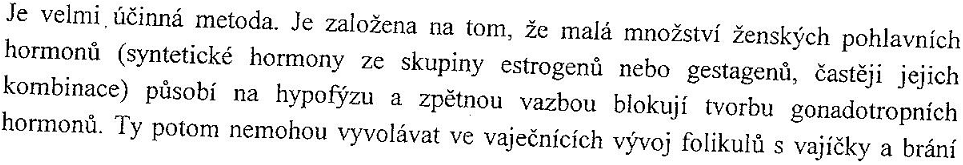 Je velmi účinná metoda. Je založena na tom, že malá množství ženských pohlavních
hormonů (syntetické hormony ze skupiny estrogenů nebo gestagenů, častěji jejich
kombinace) působí na hypofýzu a zpětnou vazbou blokují tvorbu gonadotropních
hormonů. Ty potom nemohou vyvolávat ve vaječnících vývoj folikulů s vajíčky a brání